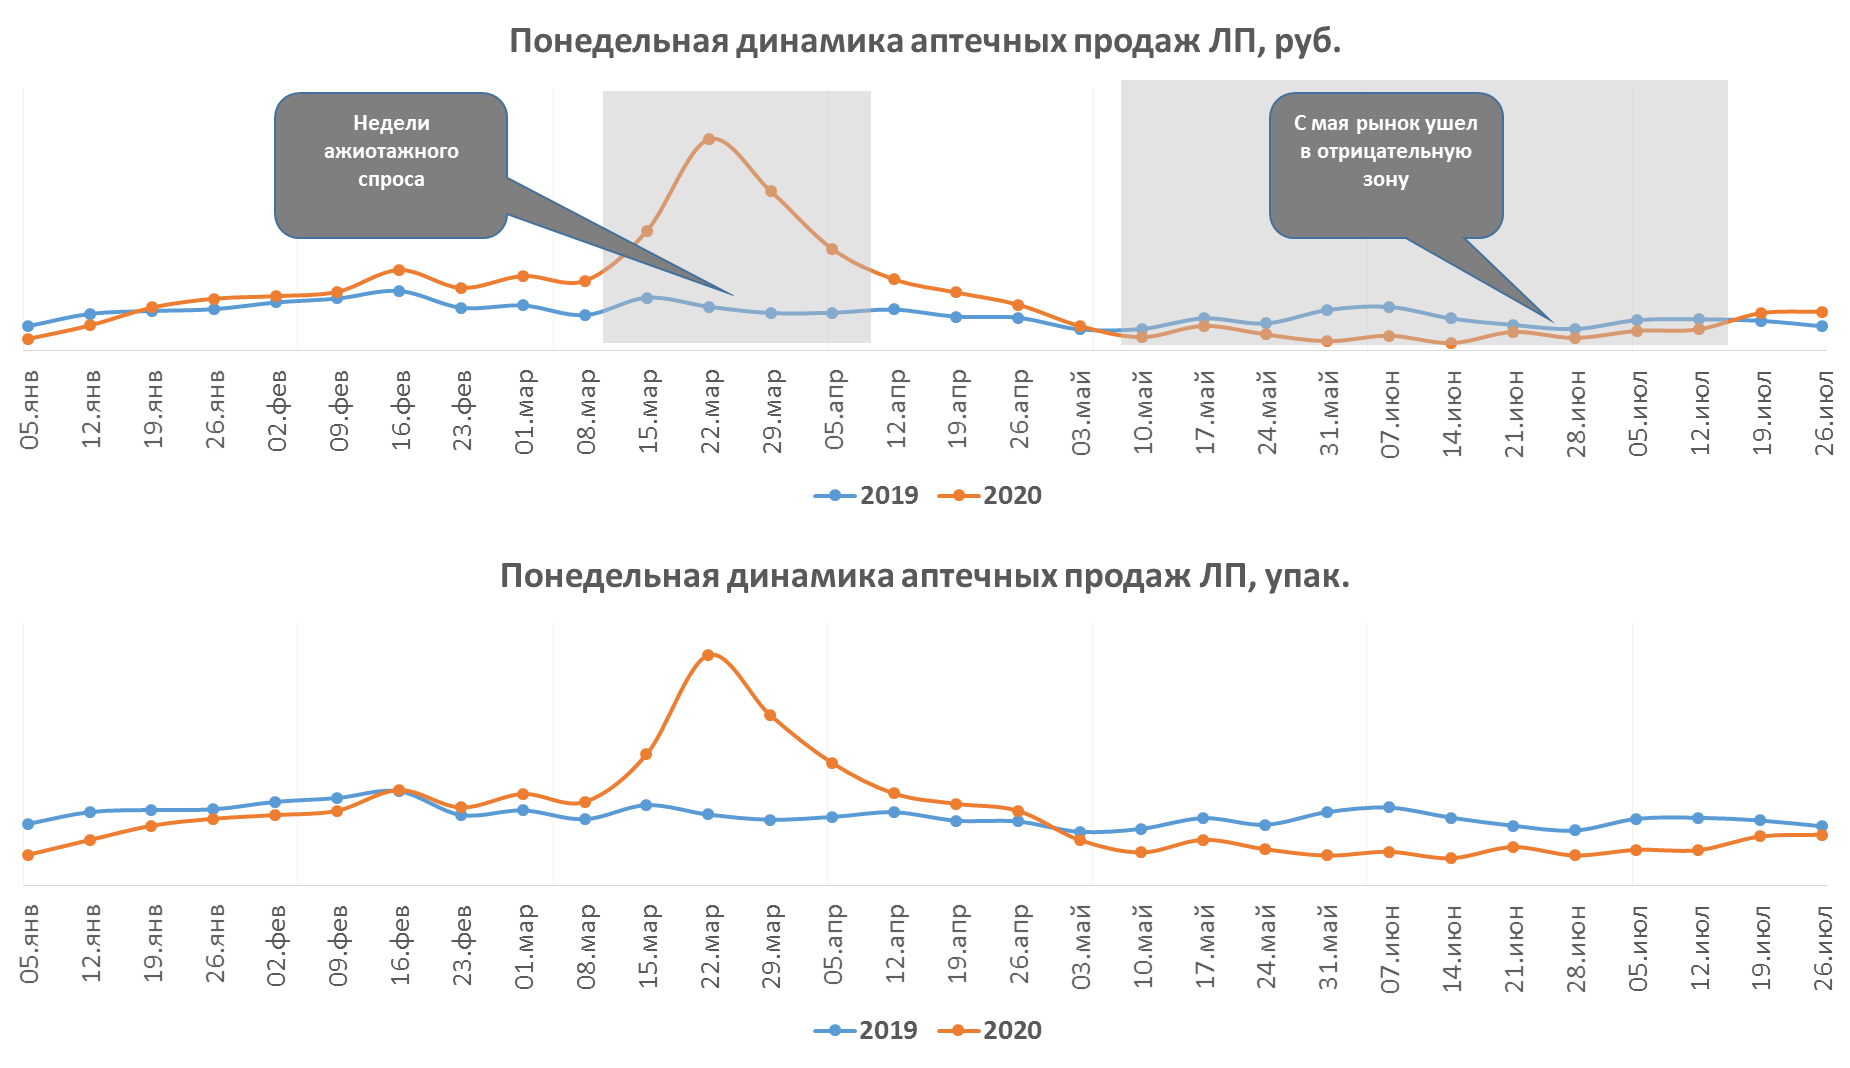 Понедельная динамика аптечных продаж ЛП, руб.
Недели
ажиотажного
спроса
С мая рынок ушел
в отрицательную
зону
05.янв
12.янв
19.янв
26.янв
02.фев
09.фев
16.фев
23.фев
01.мар
08.мар
15.мар
22.мар
29.мар
05.апр
12.апр
19.апр
26.апр
03.май
10.май
17.май
24.май
31.май
07.июн
14.июн
21.июн
28.июн
05.июл
12.июл
19.июл
26.июл
2019 2020
Понедельная динамика аптечных продаж ЛП, упак.
05.янв
12.янв
19.янв
26.янв
02.фев
09.фев
16.фев
23.фев
01.мар
08.мар
15.мар
22.мар
29.мар
05.апр
12.апр
19.апр
26.апр
03.май
10.май
17.май
24.май
31.май
07.июн
14.июн
21.июн
28.июн
05.июл
12.июл
19.июл
26.июл
2019 2020